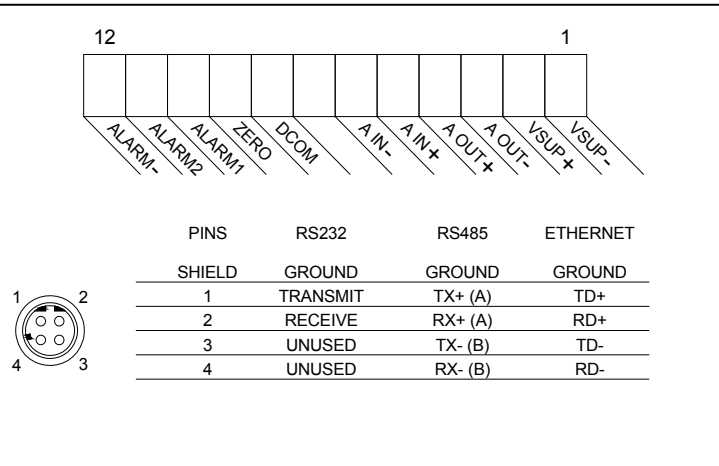 12 1
ALARM- ALARM2 ALARM1 ZERO DCOM A IN- A IN+ A OUT+ A OUT- VSUP+ VSUP-
PINS RS232 RS485 ETHERNET
SHIELD GROUND GROUND GROUND
1 TRANSMIT TX+ (A) TD+
2 RECEIVE RX+ (A) RD+
3 UNUSED TX- (B) TD-
4 UNUSED RX- (B) RD-
1 2
4 3